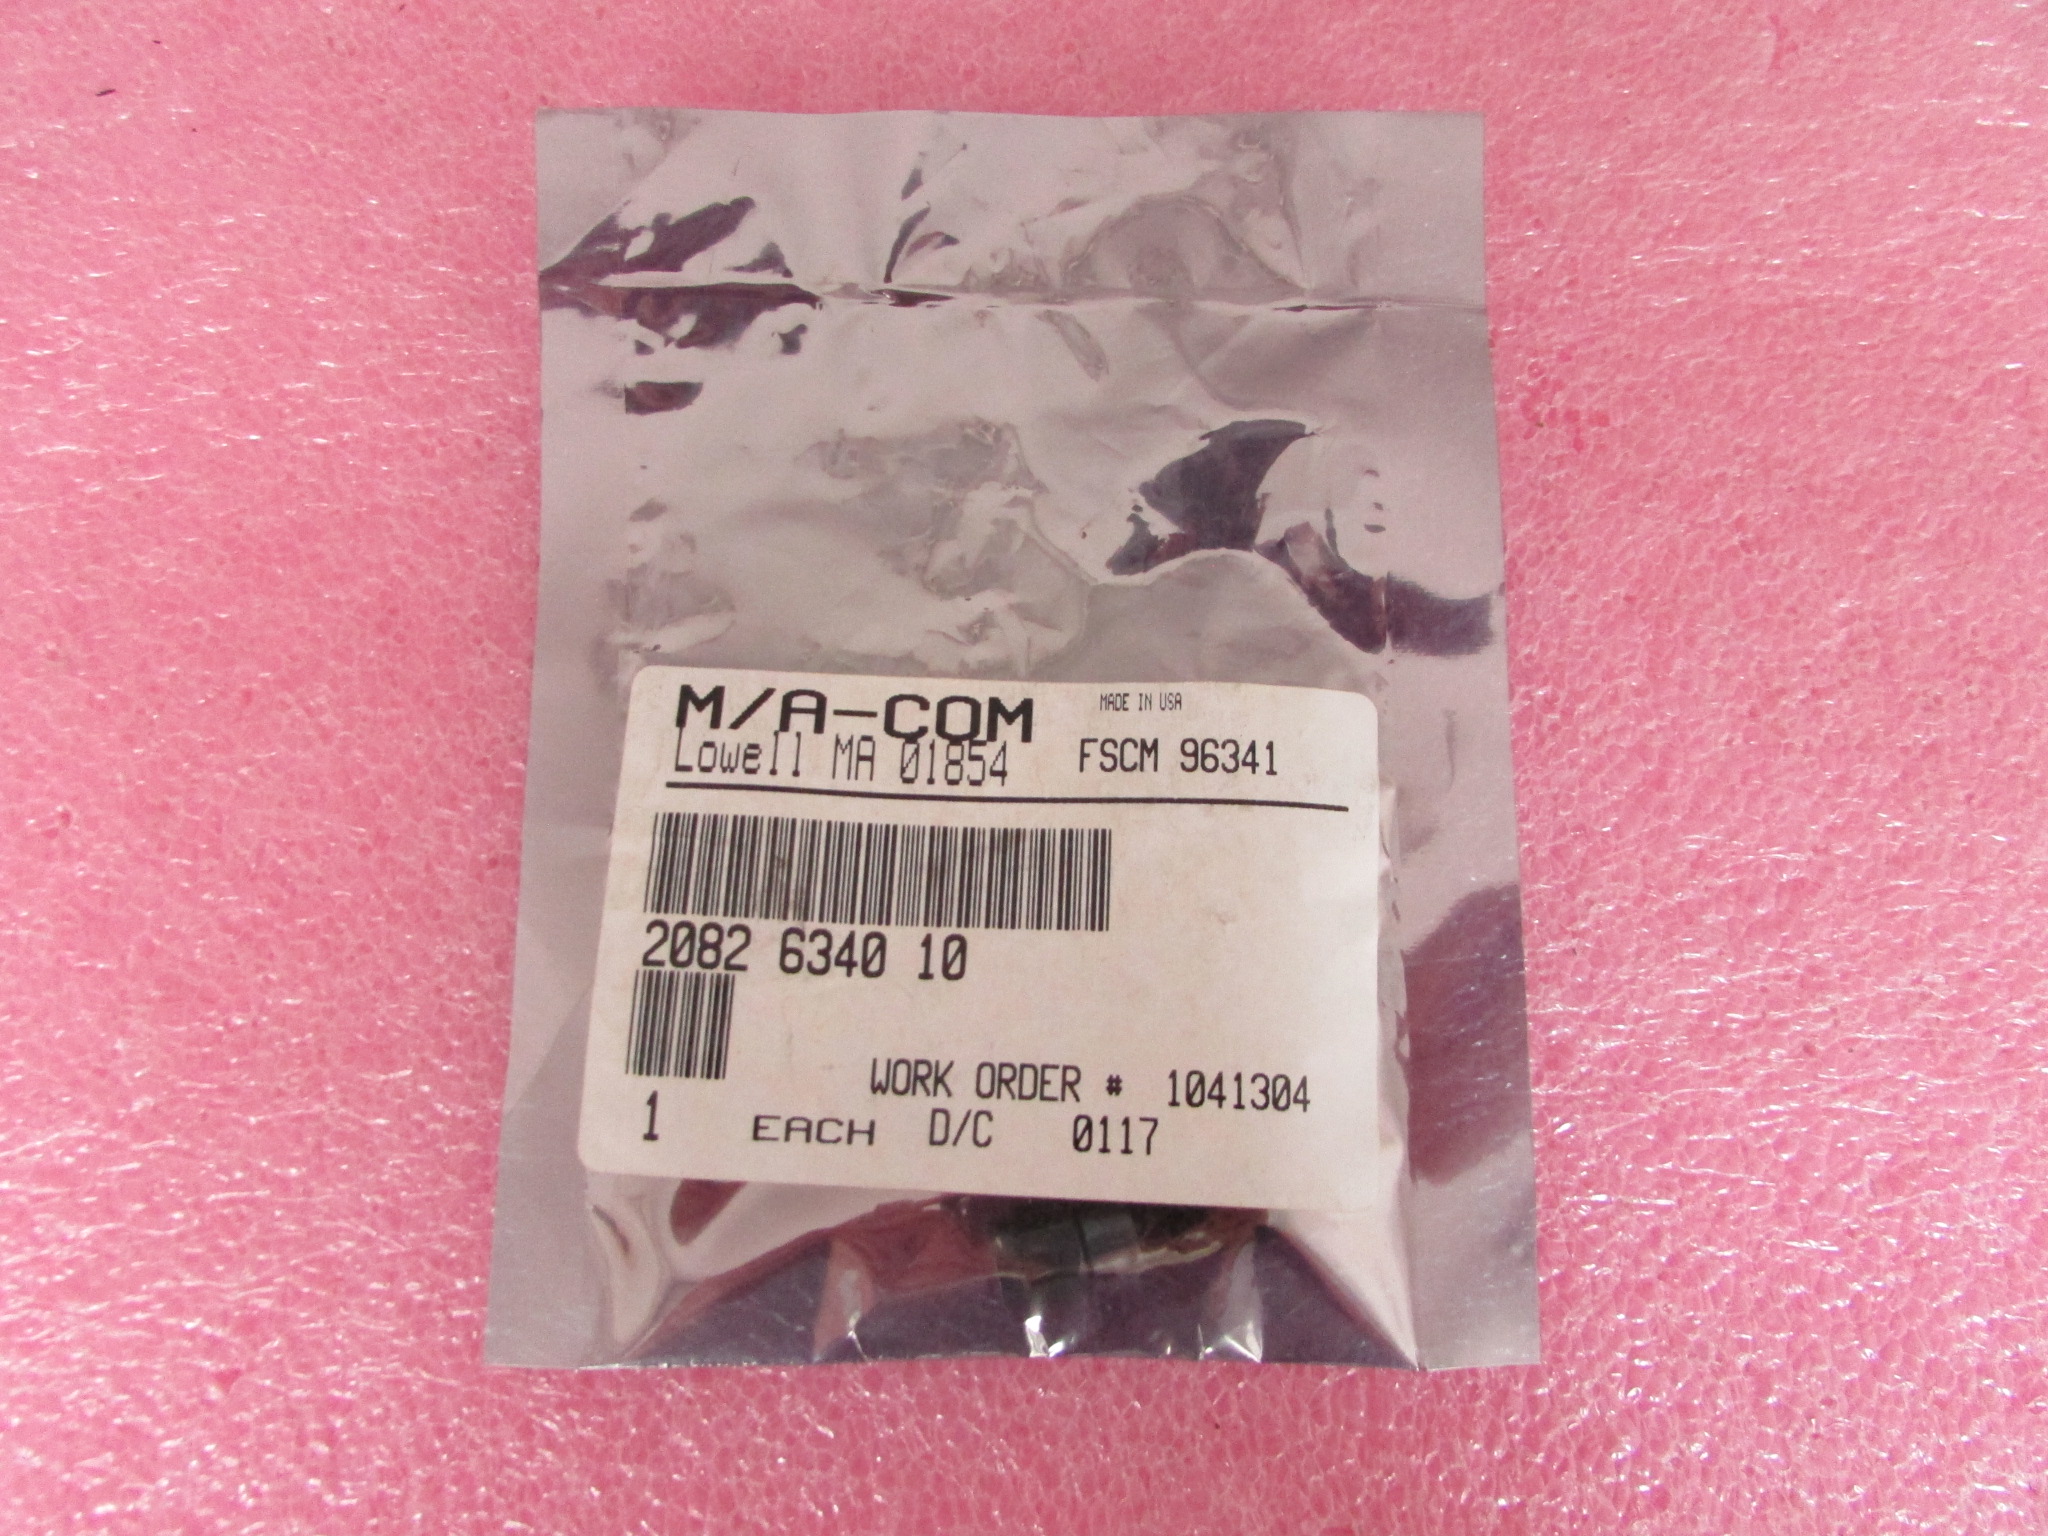 M/A-COM MADE IN USA
Lowell MA 01854 FSCM 96341
2082 6340 10
WORK ORDER # 1041304
1 EACH D/C 0117